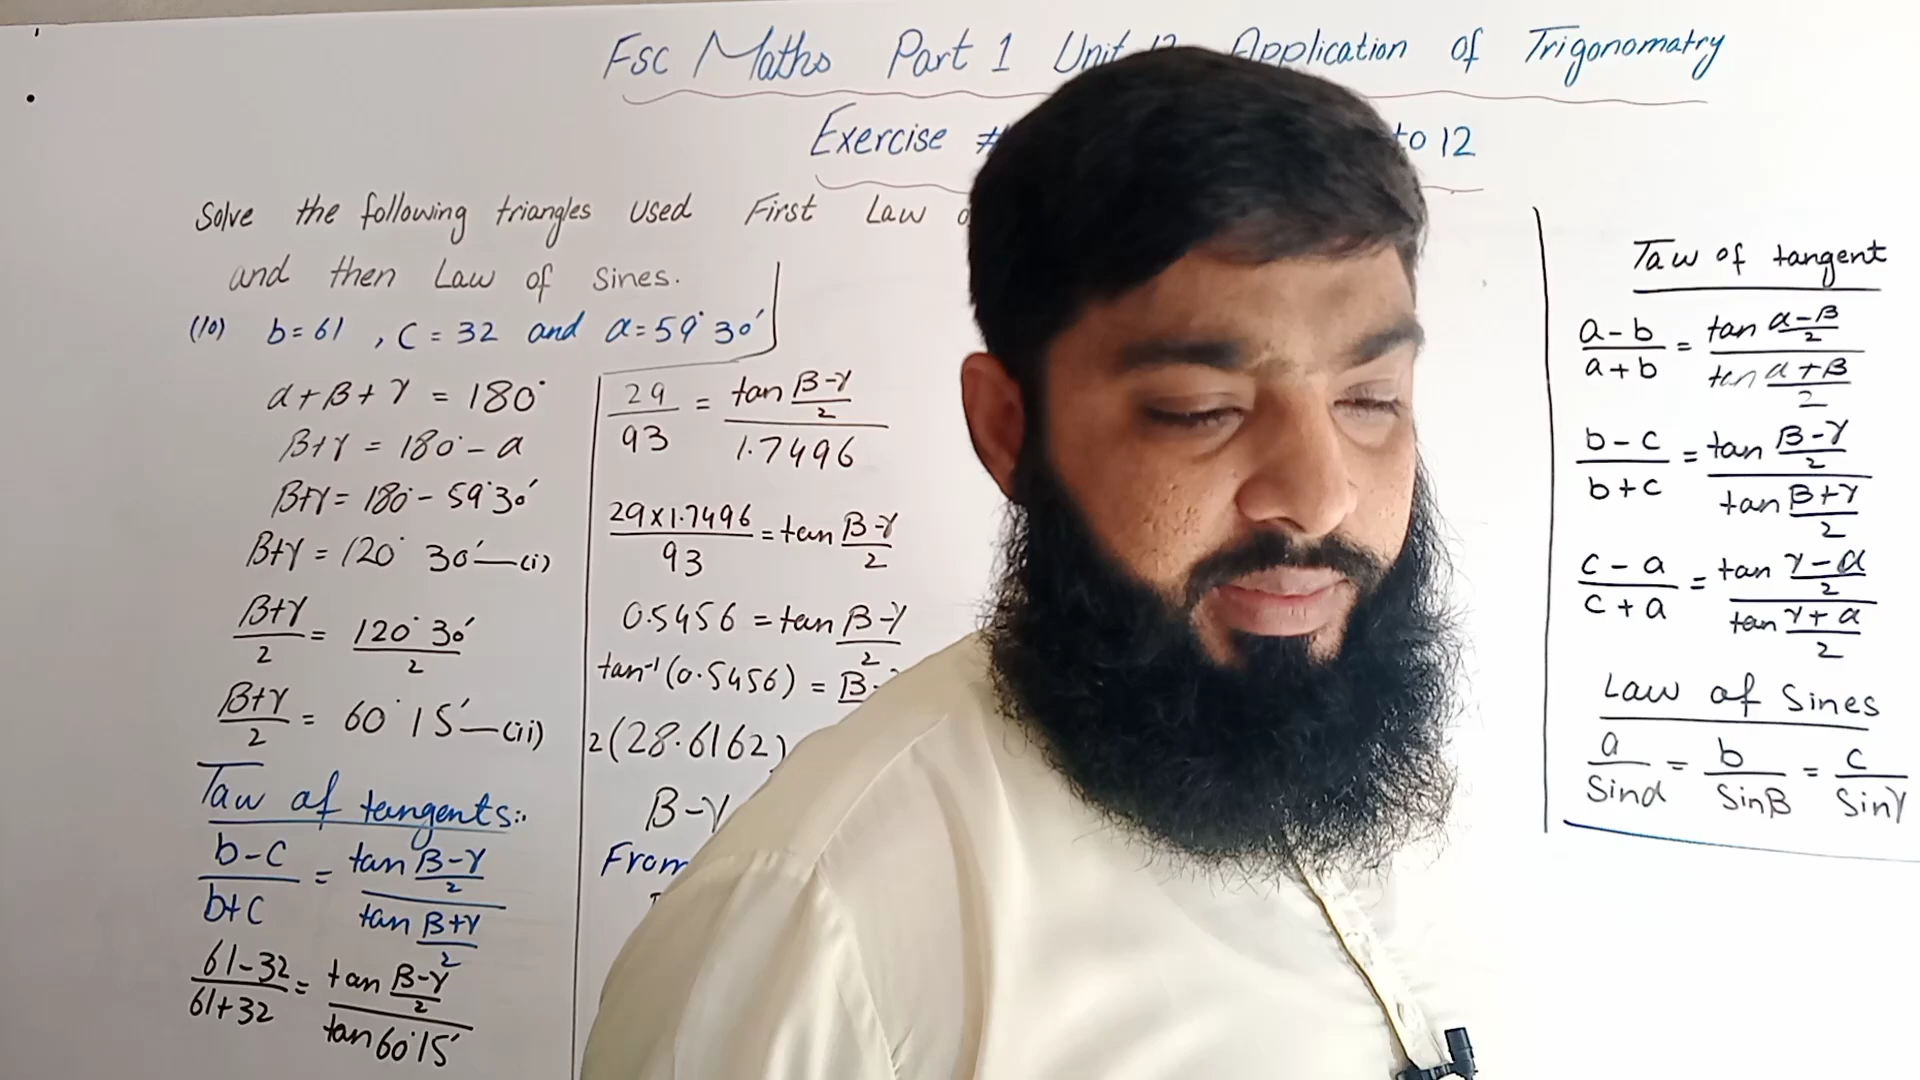 Fsc Maths Part 1 Unit 12 Application of Trigonomatry
Exercise # to 12
Solve the following triangles used First Law
and then Law of Sines.
(10) b=61 , c = 32 and α=59°30′
α+β+γ = 180°
β+γ = 180°-α
β+γ = 180°-59°30′
β+γ = 120° 30′—(i)
β+γ/2 = 120°30′/2
β+γ/2 = 60°15′—(ii)
Taw of tangents:.
b-c/b+c = tan β-γ/2 / tan β+γ/2
61-32/61+32 = tan β-γ/2 / tan 60°15′
29/93 = tan β-γ/2 / 1.7496
29×1.7496/93 = tan β-γ/2
0.5456 = tan β-γ/2
tan⁻¹(0.5456) = β-
2(28.6162)
β-γ
From
Taw of tangent
a-b/a+b = tan α-β/2 / tan α+β/2
b-c/b+c = tan β-γ/2 / tan β+γ/2
c-a/c+a = tan γ-α/2 / tan γ+α/2
Law of Sines
a/Sinα = b/Sinβ = c/Sinγ